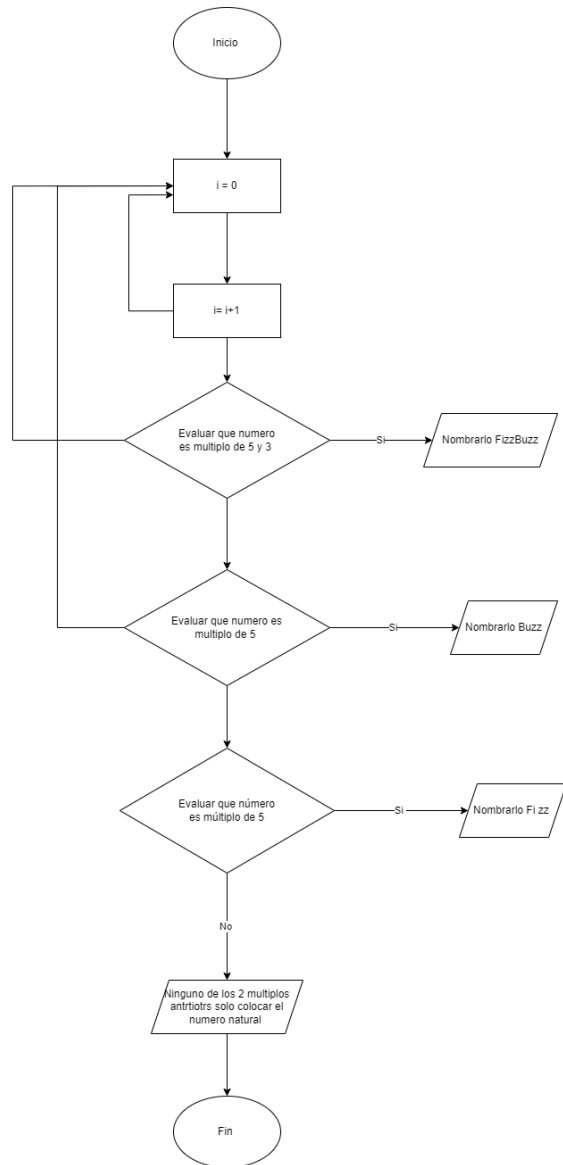 Inicio
i = 0
i= i+1
Evaluar que numero
es multiplo de 5 y 3
Si
Nombrarlo FizzBuzz
Evaluar que numero es
multiplo de 5
Si
Nombrarlo Buzz
Evaluar que número
es múltiplo de 5
Si
Nombrarlo Fi zz
No
Ninguno de los 2 multiplos
antrtiotrs solo colocar el
numero natural
Fin